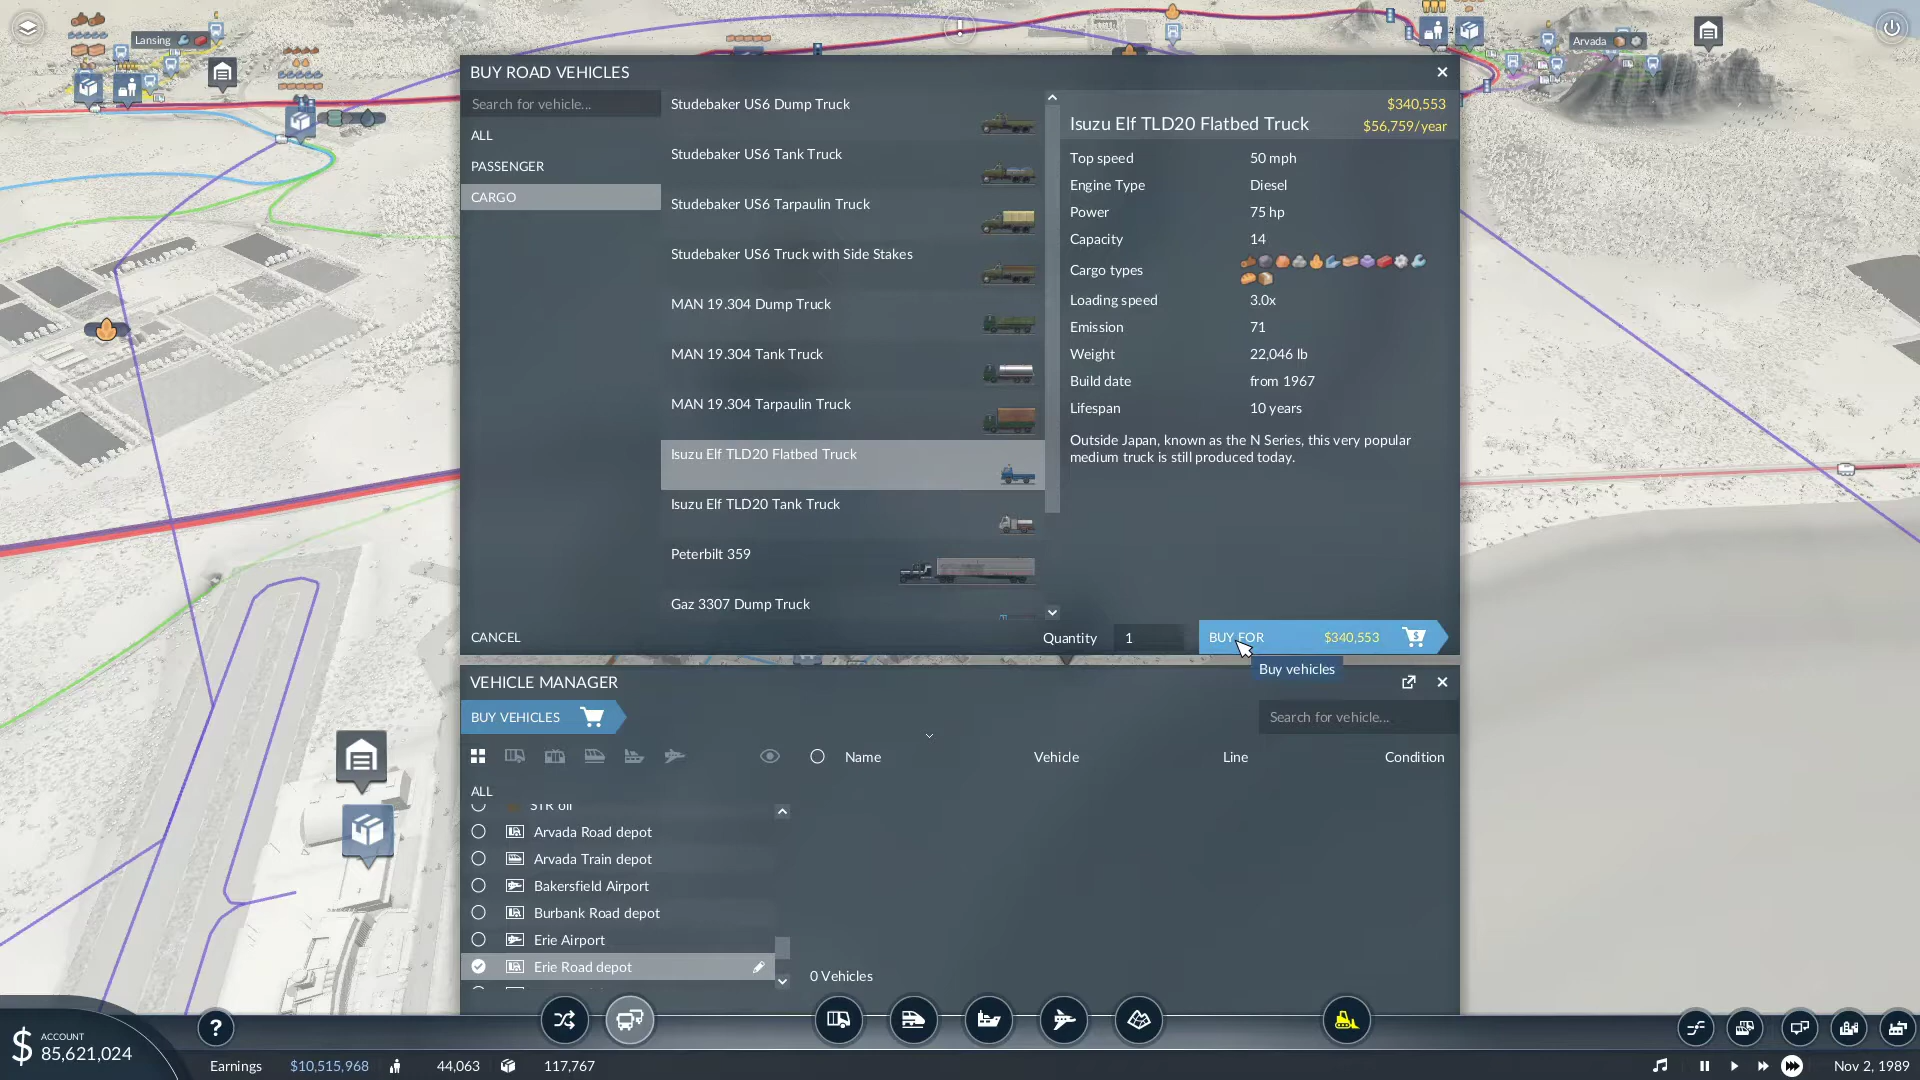 Lansing
Arvada
BUY ROAD VEHICLES
Search for vehicle...
ALL
PASSENGER
CARGO
Studebaker US6 Dump Truck
Studebaker US6 Tank Truck
Studebaker US6 Tarpaulin Truck
Studebaker US6 Truck with Side Stakes
MAN 19.304 Dump Truck
MAN 19.304 Tank Truck
MAN 19.304 Tarpaulin Truck
Isuzu Elf TLD20 Flatbed Truck
Isuzu Elf TLD20 Tank Truck
Peterbilt 359
Gaz 3307 Dump Truck
$340,553
Isuzu Elf TLD20 Flatbed Truck
$56,759/year
Top speed 50 mph
Engine Type Diesel
Power 75 hp
Capacity 14
Cargo types
Loading speed 3.0x
Emission 71
Weight 22,046 lb
Build date from 1967
Lifespan 10 years
Outside Japan, known as the N Series, this very popular
medium truck is still produced today.
CANCEL
Quantity 1
BUY FOR $340,553
Buy vehicles
VEHICLE MANAGER
BUY VEHICLES
Search for vehicle...
Name Vehicle Line Condition
ALL
STR oil
Arvada Road depot
Arvada Train depot
Bakersfield Airport
Burbank Road depot
Erie Airport
Erie Road depot
0 Vehicles
?
$ ACCOUNT
85,621,024
Earnings $10,515,968 44,063 117,767
Nov 2, 1989